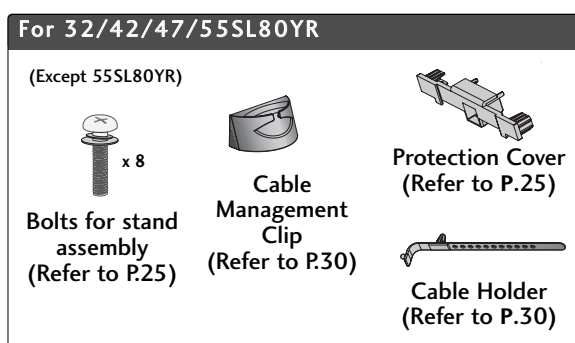 For 32/42/47/55SL80YR
(Except 55SL80YR)
x 8
Bolts for stand
assembly
(Refer to P.25)
Cable
Management
Clip
(Refer to P.30)
Protection Cover
(Refer to P.25)
Cable Holder
(Refer to P.30)